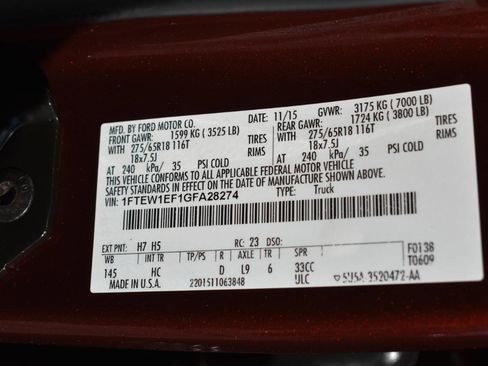 MFD. BY FORD MOTOR CO. DATE: 11/15 GVWR: 3175 KG ( 7000 LB)
FRONT GAWR: 1599 KG ( 3525 LB) REAR GAWR: 1724 KG ( 3800 LB)
WITH 275/65R18 116T TIRES WITH 275/65R18 116T TIRES
18x7.5J RIMS 18x7.5J RIMS
AT 240 kPa/ 35 PSI COLD AT 240 kPa/ 35 PSI COLD
THIS VEHICLE CONFORMS TO ALL APPLICABLE FEDERAL MOTOR VEHICLE
SAFETY STANDARDS IN EFFECT ON THE DATE OF MANUFACTURE SHOWN ABOVE.
VIN: 1FTEW1EF1GFA28274 TYPE: Truck
EXT PNT: H7 H5 RC: 23 DSO: F0138
WB INT TR TP/PS R AXLE TR SPR T0609
145 HC D L9 6 33CC
MADE IN U.S.A. 2201511063848 ULC 5U5A 3520472-AA